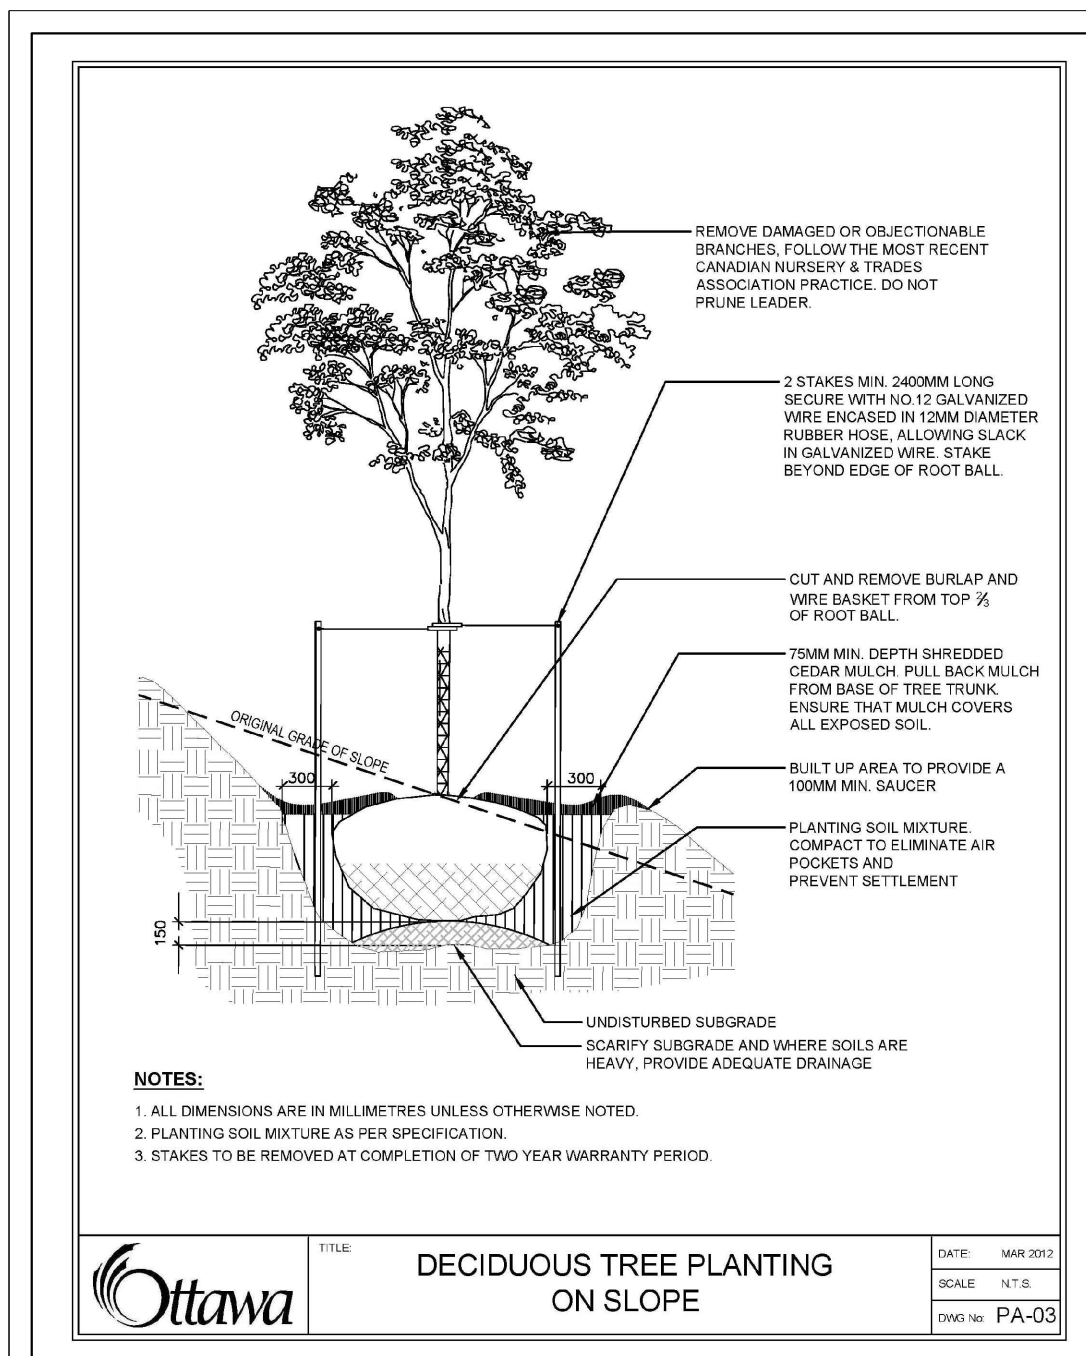 REMOVE DAMAGED OR OBJECTIONABLE
BRANCHES, FOLLOW THE MOST RECENT
CANADIAN NURSERY & TRADES
ASSOCIATION PRACTICE. DO NOT
PRUNE LEADER.
2 STAKES MIN. 2400MM LONG
SECURE WITH NO.12 GALVANIZED
WIRE ENCASED IN 12MM DIAMETER
RUBBER HOSE, ALLOWING SLACK
IN GALVANIZED WIRE. STAKE
BEYOND EDGE OF ROOT BALL.
CUT AND REMOVE BURLAP AND
WIRE BASKET FROM TOP ⅔
OF ROOT BALL.
75MM MIN. DEPTH SHREDDED
CEDAR MULCH. PULL BACK MULCH
FROM BASE OF TREE TRUNK.
ENSURE THAT MULCH COVERS
ALL EXPOSED SOIL.
ORIGINAL GRADE OF SLOPE
300
300
BUILT UP AREA TO PROVIDE A
100MM MIN. SAUCER
PLANTING SOIL MIXTURE.
COMPACT TO ELIMINATE AIR
POCKETS AND
PREVENT SETTLEMENT
150
UNDISTURBED SUBGRADE
SCARIFY SUBGRADE AND WHERE SOILS ARE
HEAVY, PROVIDE ADEQUATE DRAINAGE
NOTES:
1. ALL DIMENSIONS ARE IN MILLIMETRES UNLESS OTHERWISE NOTED.
2. PLANTING SOIL MIXTURE AS PER SPECIFICATION.
3. STAKES TO BE REMOVED AT COMPLETION OF TWO YEAR WARRANTY PERIOD.
Ottawa
TITLE:
DECIDUOUS TREE PLANTING
ON SLOPE
DATE: MAR 2012
SCALE N.T.S.
DWG No: PA-03